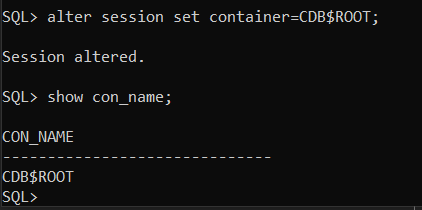 SQL> alter session set container=CDB$ROOT;
Session altered.
SQL> show con_name;
CON_NAME
------------------------------
CDB$ROOT
SQL>